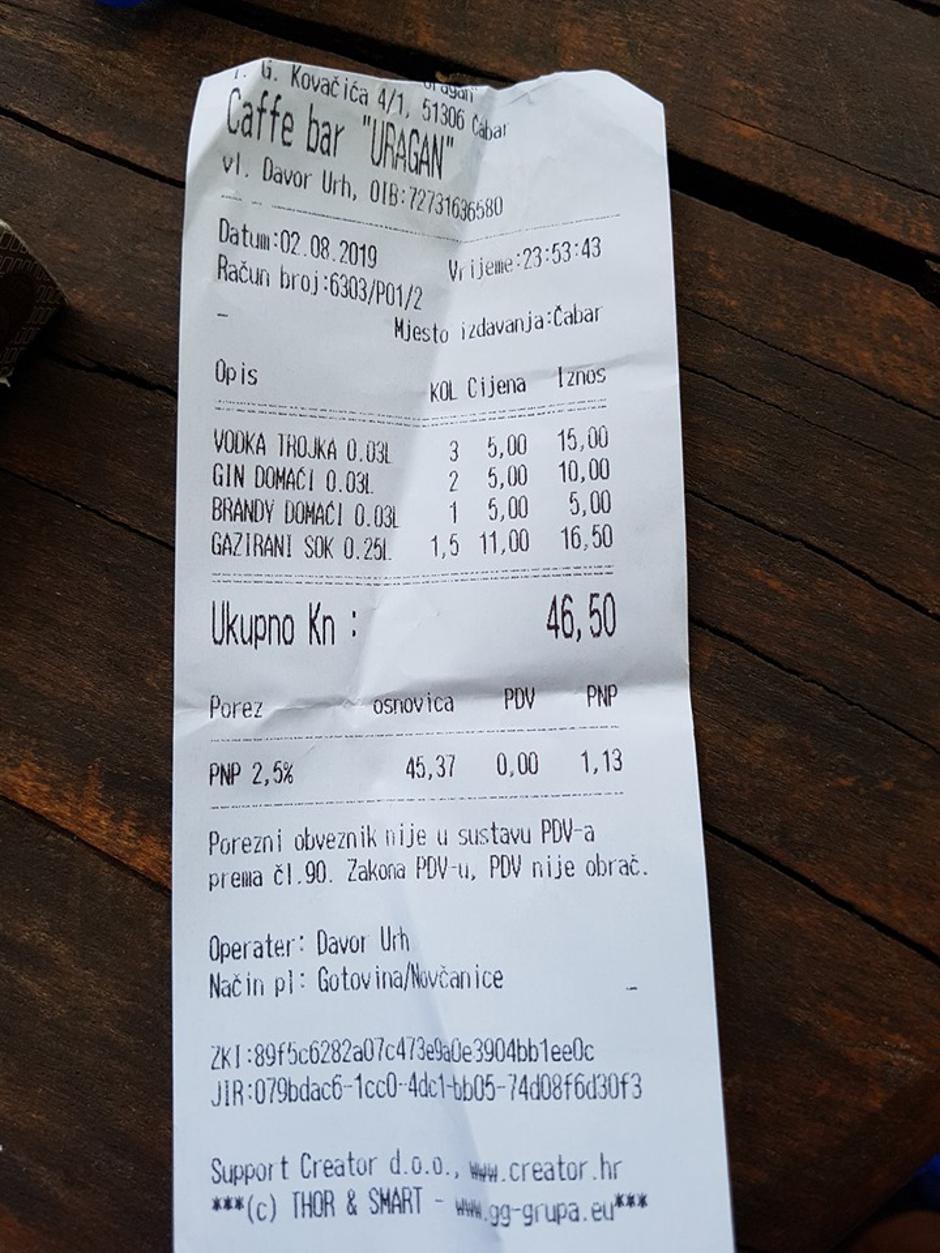 G. Kovačića 4/1, 51306 Čabar
Caffe bar "URAGAN"
vl. Davor Urh, OIB:72731636580
Datum:02.08.2019 Vrijeme:23:53:43
Račun broj:6303/P01/2
Mjesto izdavanja:Čabar
Opis KOL Cijena Iznos
VODKA TROJKA 0.03L 3 5,00 15,00
GIN DOMAĆI 0.03L 2 5,00 10,00
BRANDY DOMAĆI 0.03L 1 5,00 5,00
GAZIRANI SOK 0.25L 1,5 11,00 16,50
Ukupno Kn : 46,50
Porez osnovica PDV PNP
PNP 2,5% 45,37 0,00 1,13
Porezni obveznik nije u sustavu PDV-a
prema čl.90. Zakona PDV-u, PDV nije obrač.
Operater: Davor Urh
Način pl: Gotovina/Novčanice
ZKI:89f5c6282a07c473e9a0e3904bb1ee0c
JIR:079bdac6-1cc0-4dc1-bb05-74d08f6d30f3
Support Creator d.o.o., www.creator.hr
***(c) THOR & SMART - www.gg-grupa.eu***